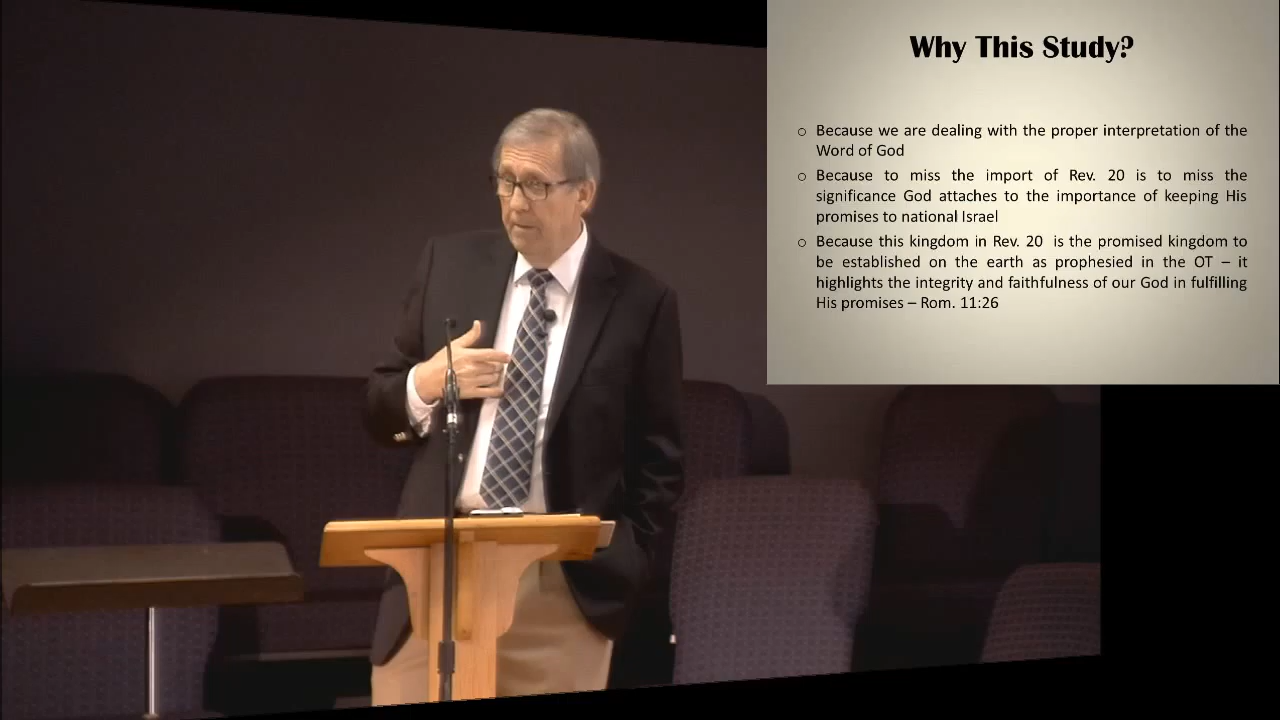 Why This Study?
o Because we are dealing with the proper interpretation of the
Word of God
o Because to miss the import of Rev. 20 is to miss the
significance God attaches to the importance of keeping His
promises to national Israel
o Because this kingdom in Rev. 20 is the promised kingdom to
be established on the earth as prophesied in the OT – it
highlights the integrity and faithfulness of our God in fulfilling
His promises – Rom. 11:26